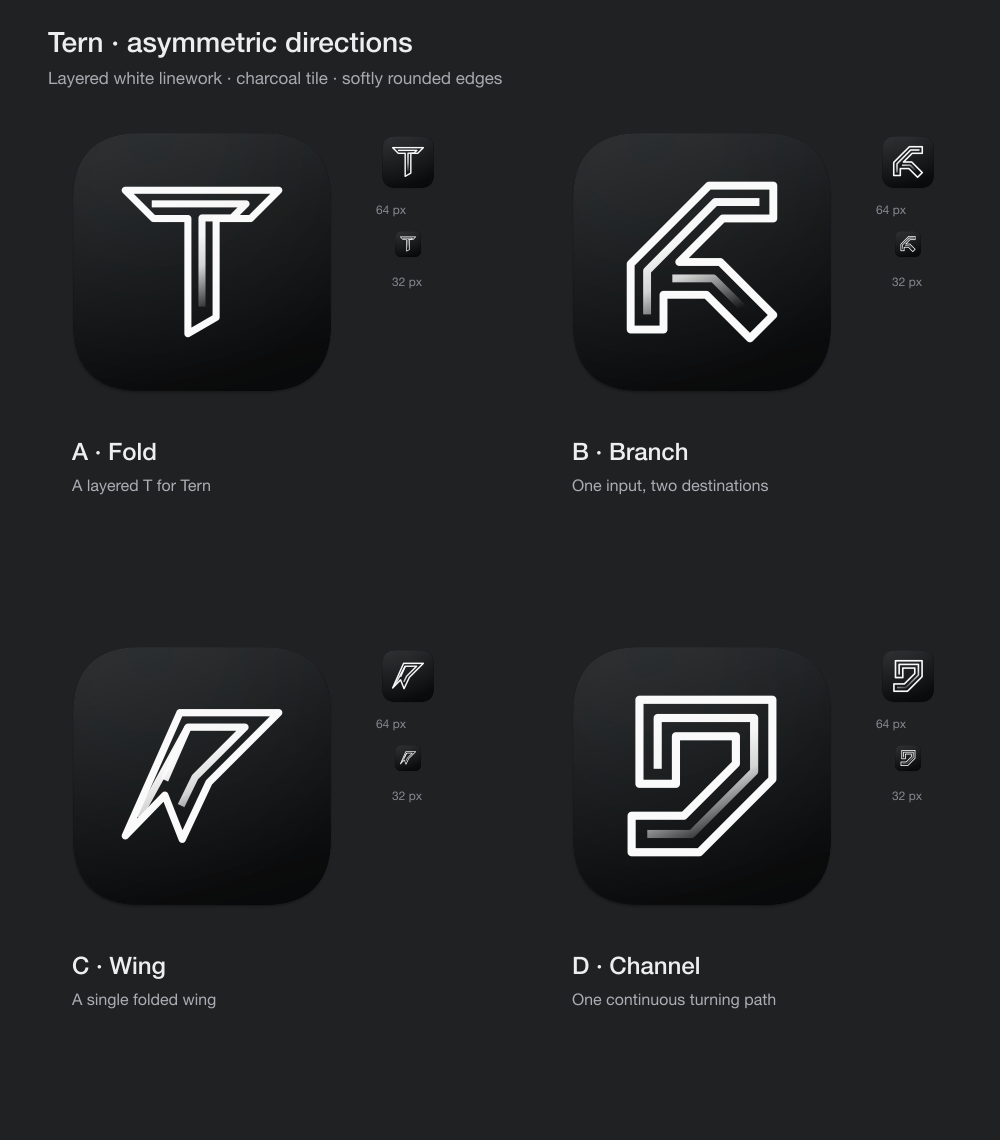 Tern · asymmetric directions
Layered white linework · charcoal tile · softly rounded edges
64 px
32 px
64 px
32 px
A · Fold
A layered T for Tern
B · Branch
One input, two destinations
64 px
32 px
64 px
32 px
C · Wing
A single folded wing
D · Channel
One continuous turning path